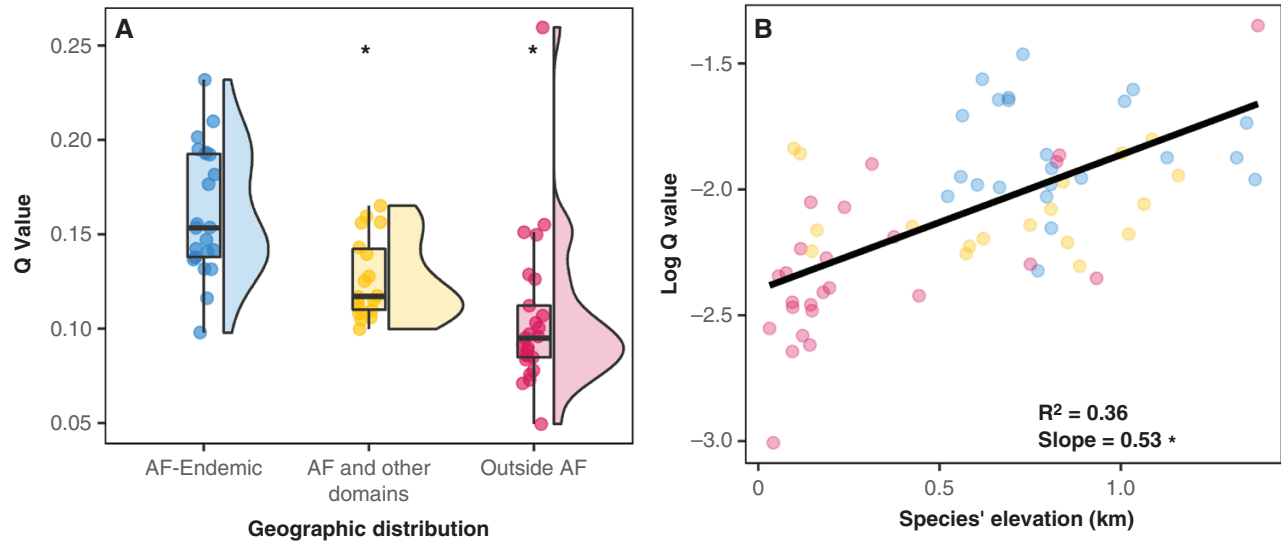 A
0.25
0.20
0.15
0.10
0.05
Q Value
* *
AF-Endemic
AF and other
domains
Outside AF
Geographic distribution
B
−1.5
−2.0
−2.5
−3.0
Log Q value
R² = 0.36
Slope = 0.53 *
0 0.5 1.0
Species' elevation (km)